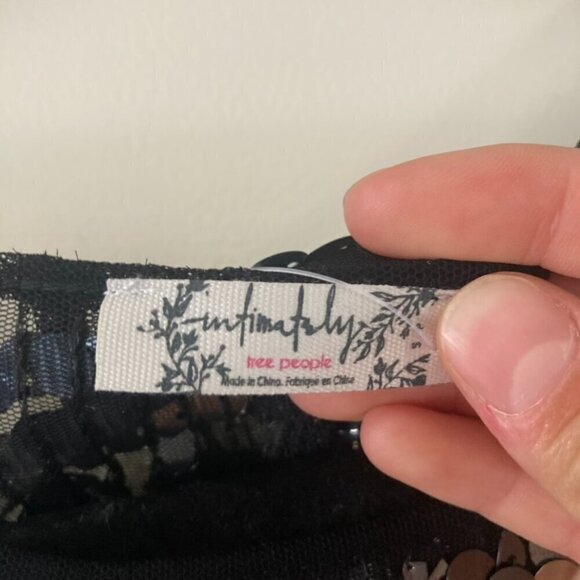 intimately
free people
Made in China. Fabriqué en Chine
S